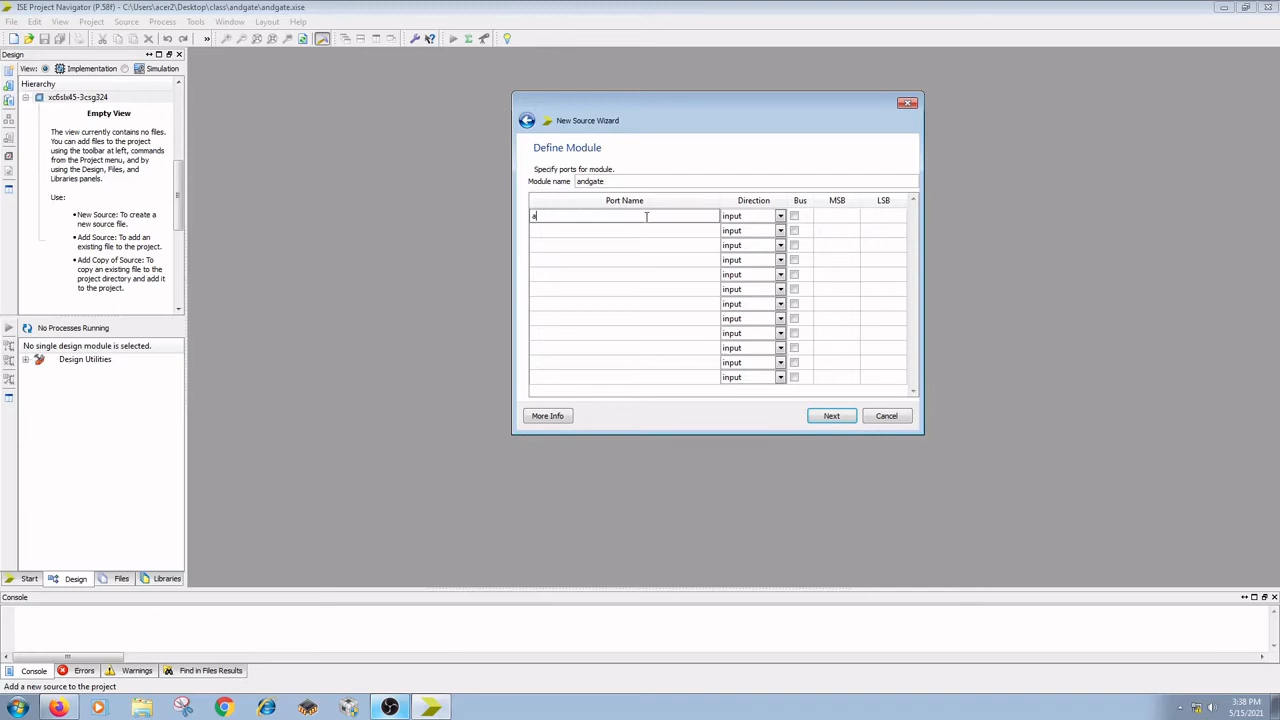 ISE Project Navigator (P.58f) - C:\Users\acer2\Desktop\class\andgate\andgate.xise
File Edit View Project Source Process Tools Window Layout Help
Design
View: Implementation Simulation
Hierarchy
xc6slx45-3csg324
Empty View
The view currently contains no files.
You can add files to the project
using the toolbar at left, commands
from the Project menu, and by
using the Design, Files, and
Libraries panels.
Use:
• New Source: To create a
new source file.
• Add Source: To add an
existing file to the project.
• Add Copy of Source: To
copy an existing file to the
project directory and add it
to the project.
No Processes Running
No single design module is selected.
Design Utilities
Start Design Files Libraries
New Source Wizard
Define Module
Specify ports for module.
Module name andgate
Port Name Direction Bus MSB LSB
a input
input
input
input
input
input
input
input
input
input
input
input
More Info Next Cancel
Console
Console Errors Warnings Find in Files Results
Add a new source to the project
3:38 PM
5/15/2021